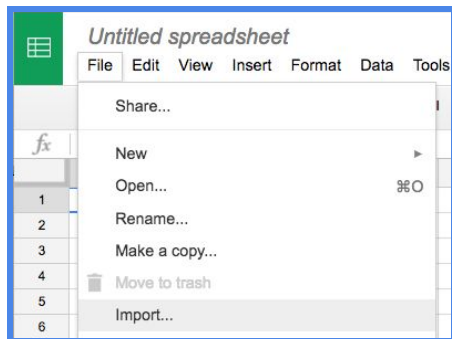 Untitled spreadsheet
File Edit View Insert Format Data Tools
Share...
fx
New ►
Open... ⌘O
1
Rename...
2
Make a copy...
3
Move to trash
4
Import...
5
6